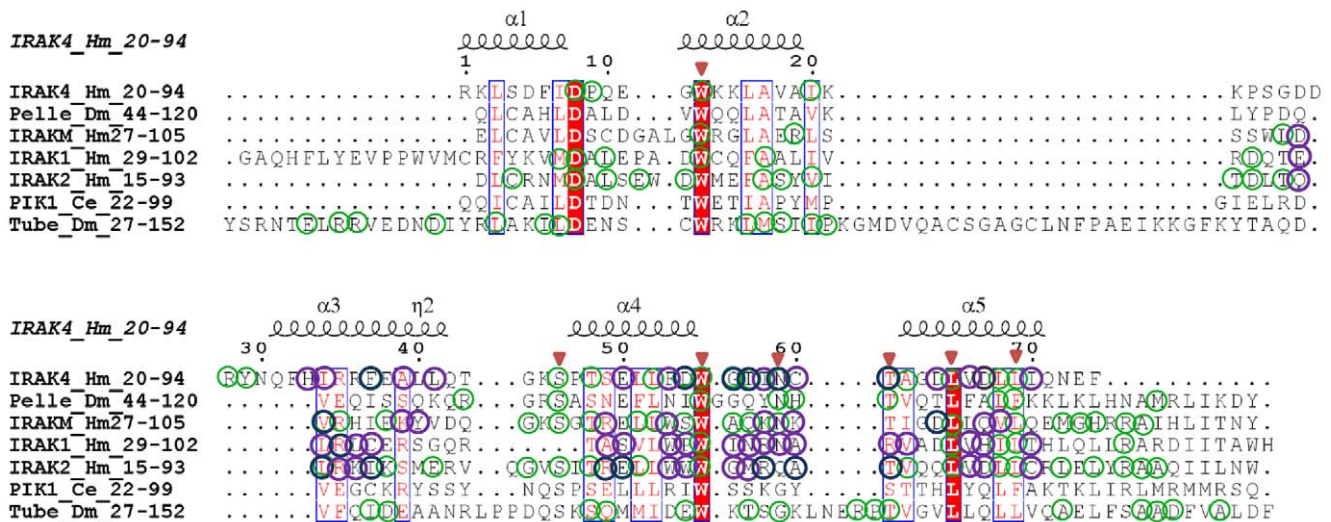 α1 α2
IRAK4_Hm_20-94
1 10 20
IRAK4_Hm_20-94 ...............RKLSDFIDPQE...GWKKLAVAIK.........................KPSGDD
Pelle_Dm_44-120 ................QLCAHLDALD...VWQQLATAVK.........................LYPDQ.
IRAKM_Hm27-105 ................ELCAVLDSCDGALGWRGLAERLS.........................SSWLD.
IRAK1_Hm_29-102 .GAQHFLYEVPPWVMCRFYKVMDALEPA.DWCQFAALIV.........................RDQTE.
IRAK2_Hm_15-93 ................DLCRNMDALSEW.DWMEFASYVI.........................TDLTQ.
PIK1_Ce_22-99 ...............QQICAILDTDN...TWETIAPYMP........................GIELRD.
Tube_Dm_27-152 YSRNTELRRVEDNDIYRLAKILDENS...CWRKLMSIIPKGMDVQACSGAGCLNFPAEIKKGFKYTAQD.
α3 η2 α4 α5
IRAK4_Hm_20-94
30 40 50 60 70
IRAK4_Hm_20-94 RYNQFHIRRFEALLQT...GKSPTSELLFDWGTTNC.....TVGDLVDLLIQNEF
Pelle_Dm_44-120 ......VEQISSQKQR...GRSASNEFLNIWGGQYNH....TVQTLFALFKKLKLHNAMRLIKDY.
IRAKM_Hm27-105 ......VRHIEKYVDQ...GKSGTRELLWSWAQKNK.....TIGDLLQVLQEMGHRRAIHLITNY.
IRAK1_Hm_29-102 ......LRLCERSGQR.......TASVLWPWINRNA.....RVADLVHILTHLQLIRARDIITAWH
IRAK2_Hm_15-93 ......LRKIKSMERV..QGVSITRELLWWWGMRQA.....TVQQLVDLLCRLELYRAAQIILNW.
PIK1_Ce_22-99 ......VEGCKRYSSY...NQSPSELLLRIWSSKGY.....STTHLYQLFAKTKLIRLMRMMRSQ.
Tube_Dm_27-152 ......VFQIDEAANRLPPDQSKSQMMIDEWKTSGKLNERPTVGVLLQLLVQAELFSAADFVALDF